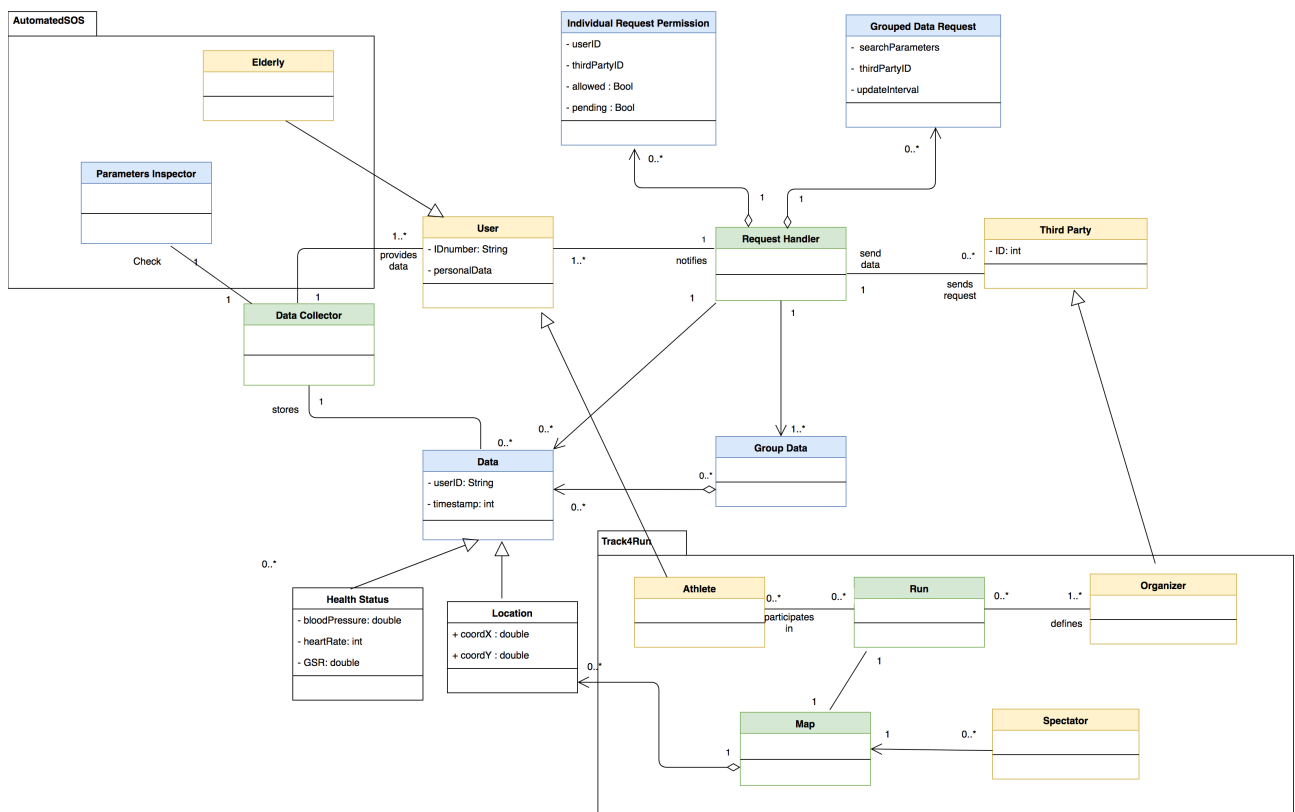 AutomatedSOS
Elderly
Parameters Inspector
Check
1
1
Data Collector
1
1..*
provides
data
User
- IDnumber: String
- personalData
Individual Request Permission
- userID
- thirdPartyID
- allowed : Bool
- pending : Bool
0..*
1
Grouped Data Request
- searchParameters
- thirdPartyID
- updateInterval
0..*
1
Request Handler
1
1..*
notifies
send
data
1
0..*
sends
request
Third Party
- ID: int
1
1
stores
1
0..*
0..*
1..*
Data
- userID: String
- timestamp: int
0..*
0..*
Group Data
0..*
Health Status
- bloodPressure: double
- heartRate: int
- GSR: double
Location
+ coordX : double
+ coordY : double
0..*
Track4Run
Athlete
0..*
participates
in
0..*
Run
0..*
1..*
defines
Organizer
1
1
Map
1
1
0..*
Spectator